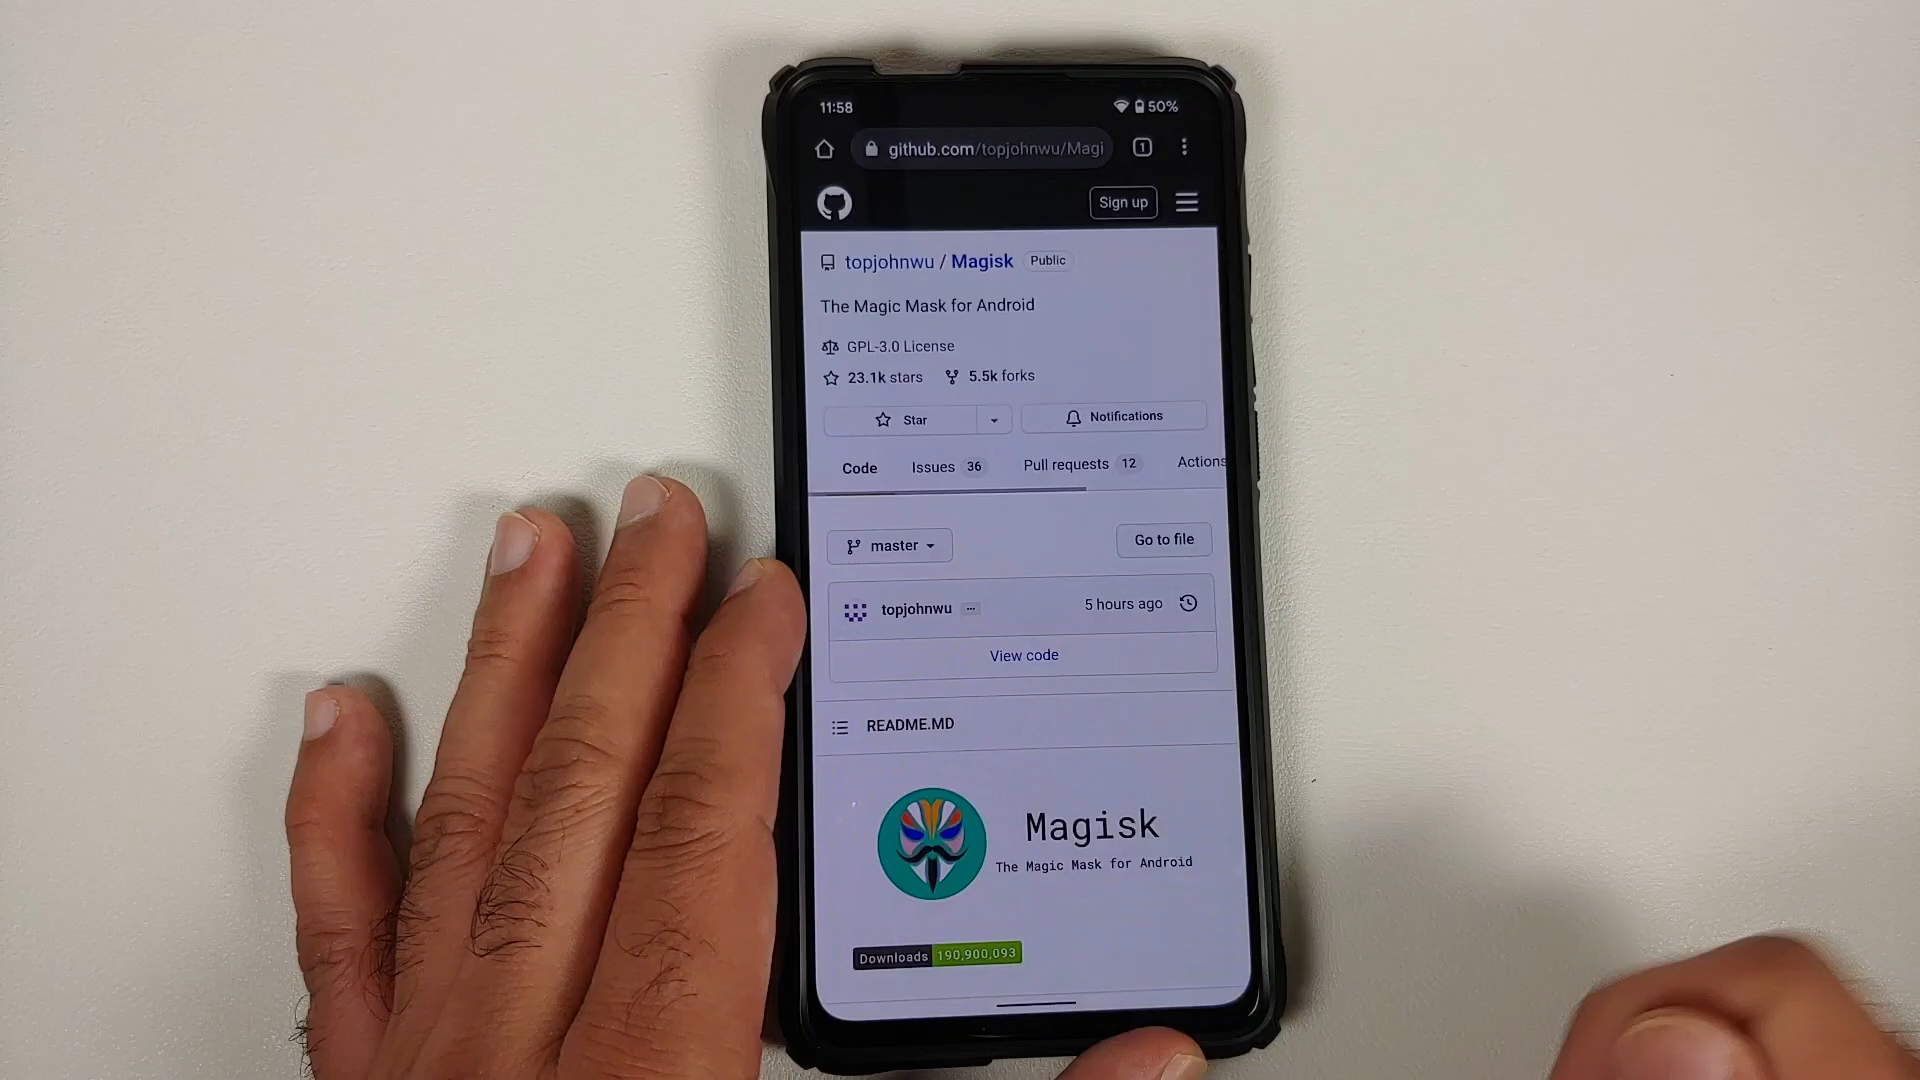 11:58 50%
github.com/topjohnwu/Magi 1
Sign up
topjohnwu / Magisk Public
The Magic Mask for Android
GPL-3.0 License
23.1k stars 5.5k forks
Star Notifications
Code Issues 36 Pull requests 12 Actions
master Go to file
topjohnwu ... 5 hours ago
View code
README.MD
Magisk
The Magic Mask for Android
Downloads 190,900,093